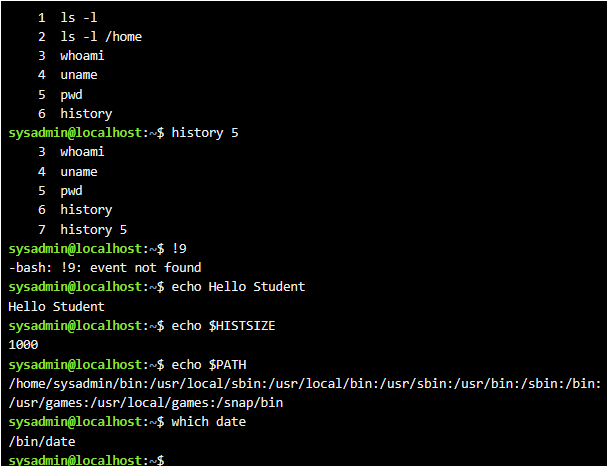 1 ls -l
2 ls -l /home
3 whoami
4 uname
5 pwd
6 history
sysadmin@localhost:~$ history 5
3 whoami
4 uname
5 pwd
6 history
7 history 5
sysadmin@localhost:~$ !9
-bash: !9: event not found
sysadmin@localhost:~$ echo Hello Student
Hello Student
sysadmin@localhost:~$ echo $HISTSIZE
1000
sysadmin@localhost:~$ echo $PATH
/home/sysadmin/bin:/usr/local/sbin:/usr/local/bin:/usr/sbin:/usr/bin:/sbin:/bin:
/usr/games:/usr/local/games:/snap/bin
sysadmin@localhost:~$ which date
/bin/date
sysadmin@localhost:~$